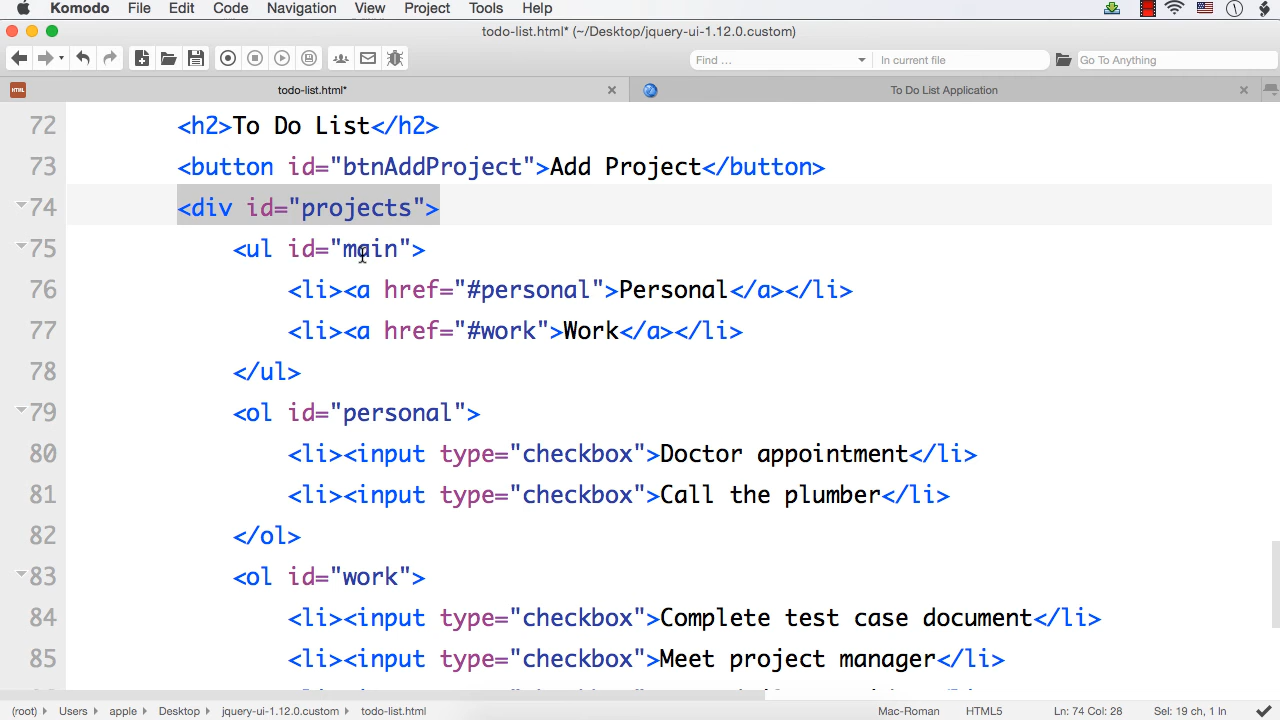 Komodo File Edit Code Navigation View Project Tools Help
todo-list.html* (~/Desktop/jquery-ui-1.12.0.custom)
Find ... In current file Go To Anything
HTML todo-list.html* To Do List Application
72 <h2>To Do List</h2>
73 <button id="btnAddProject">Add Project</button>
74 <div id="projects">
75 <ul id="main">
76 <li><a href="#personal">Personal</a></li>
77 <li><a href="#work">Work</a></li>
78 </ul>
79 <ol id="personal">
80 <li><input type="checkbox">Doctor appointment</li>
81 <li><input type="checkbox">Call the plumber</li>
82 </ol>
83 <ol id="work">
84 <li><input type="checkbox">Complete test case document</li>
85 <li><input type="checkbox">Meet project manager</li>
(root) Users apple Desktop jquery-ui-1.12.0.custom todo-list.html Mac-Roman HTML5 Ln: 74 Col: 28 Sel: 19 ch, 1 ln